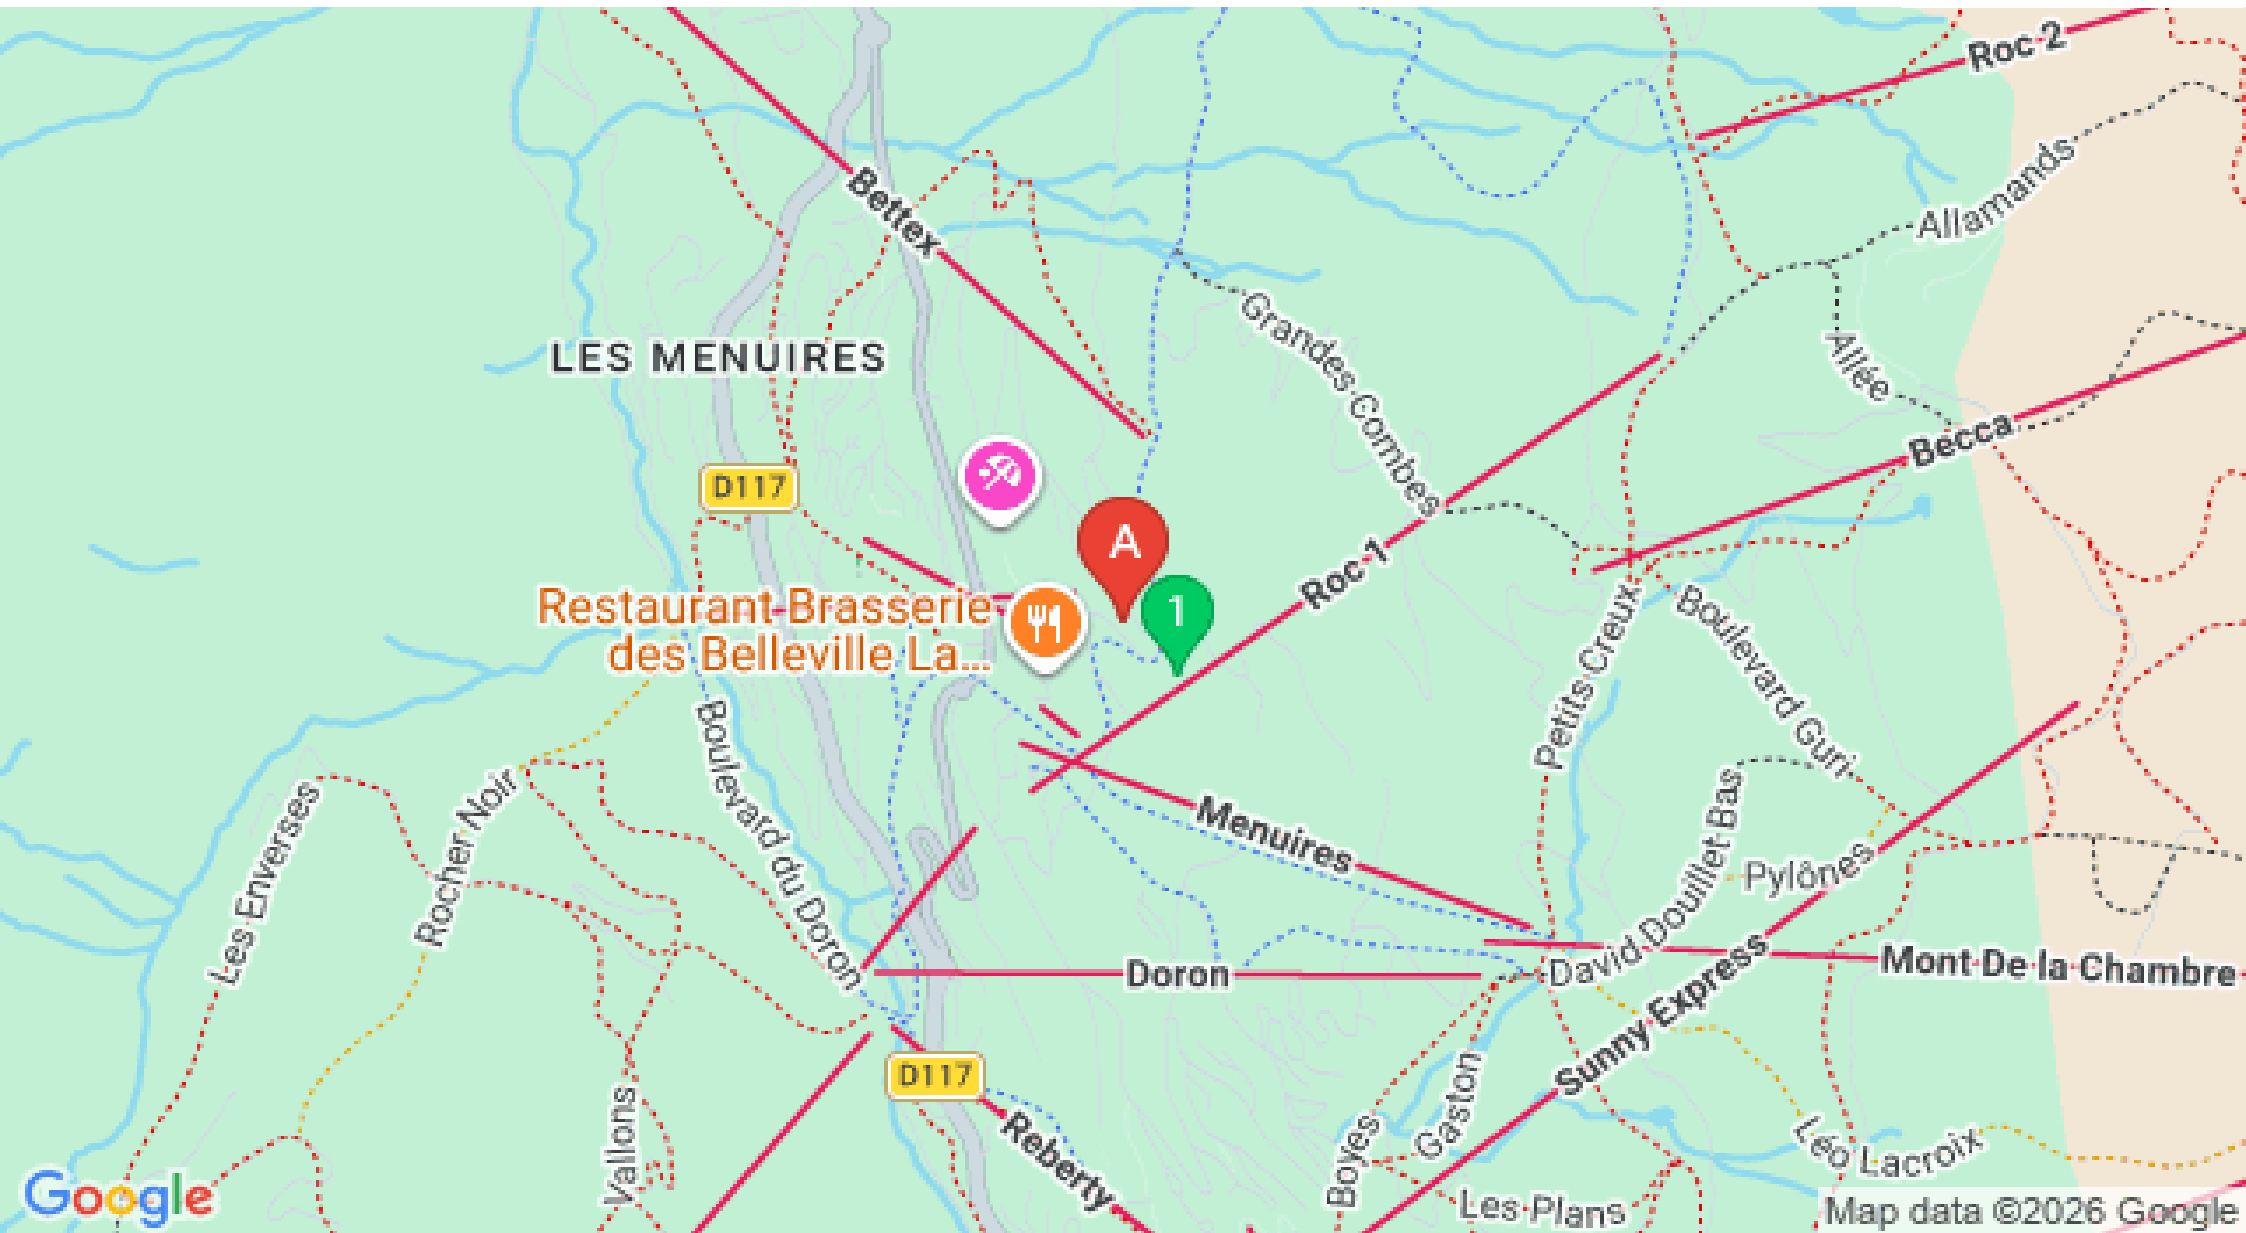 Roc 2
Allamands
Bettex
Grandes Combes
LES MENUIRES
Allée
Becca
D117
A
Roc 1
1
Restaurant Brasserie
des Belleville La...
Petits Creux
Boulevard Guri
Boulevard du Doron
Les Enverses
Rocher Noir
Menuires
David Douillet Bas
Pylônes
Doron
Mont De la Chambre
Sunny Express
D117
Reberty
Vallons
Boyes
Gaston
Léo Lacroix
Les Plans
Google
Map data ©2026 Google